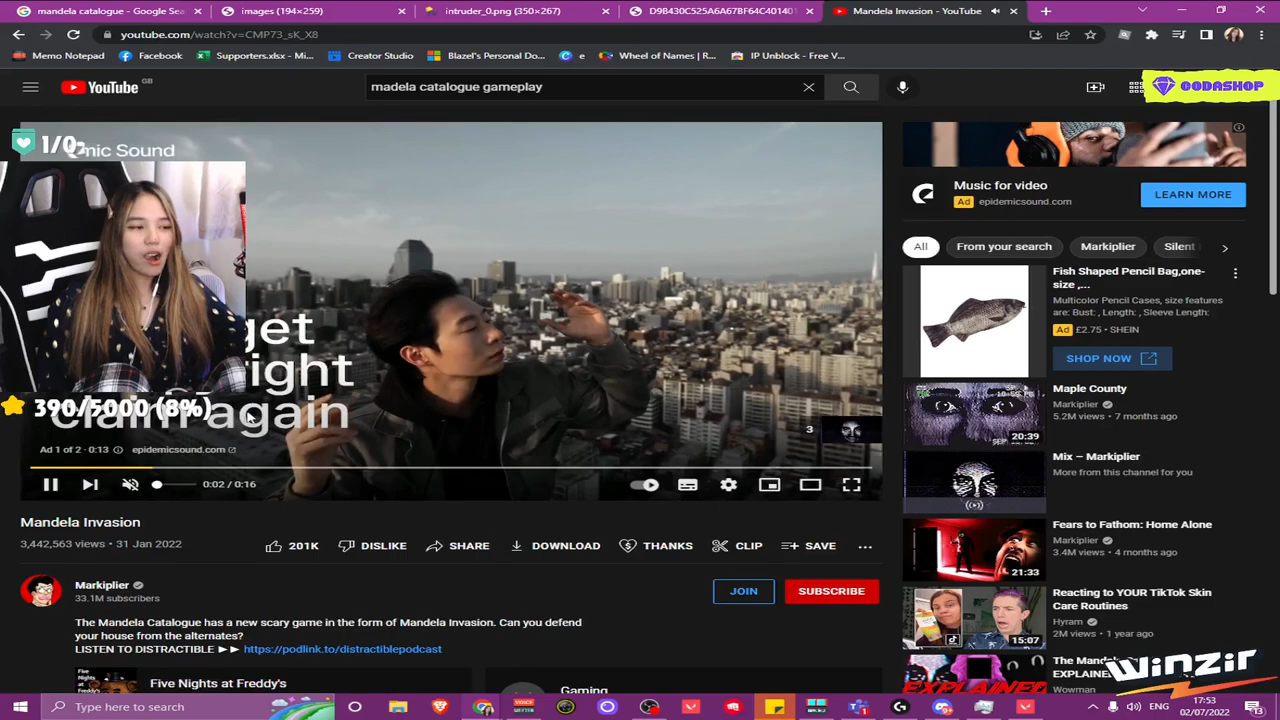 mandela catalogue - Google Sea
images (194×259)
intruder_0.png (350×267)
D9B430C525A6A67BF64C401401
Mandela Invasion - YouTube
youtube.com/watch?v=CMP73_sK_X8
Memo Notepad
Facebook
Supporters.xlsx - Mi...
Creator Studio
Blazel's Personal Do...
Wheel of Names | R...
IP Unblock - Free V...
YouTube GB
madela catalogue gameplay
CODASHOP
1/0
mic Sound
get
right
claim again
390/5000 (8%)
3
Ad 1 of 2 · 0:13
epidemicsound.com
0:02 / 0:16
Mandela Invasion
3,442,563 views • 31 Jan 2022
201K
DISLIKE
SHARE
DOWNLOAD
THANKS
CLIP
SAVE
Markiplier
33.1M subscribers
JOIN
SUBSCRIBE
The Mandela Catalogue has a new scary game in the form of Mandela Invasion. Can you defend
your house from the alternates?
LISTEN TO DISTRACTIBLE ►► https://podlink.to/distractiblepodcast
Five Nights at Freddy's
Gaming
Music for video
Ad epidemicsound.com
LEARN MORE
All
From your search
Markiplier
Silent
Fish Shaped Pencil Bag,one-
size ,...
Multicolor Pencil Cases, size features
are: Bust: , Length: , Sleeve Length:
Ad £2.75 • SHEIN
SHOP NOW
Maple County
Markiplier
5.2M views • 7 months ago
20:39
Mix – Markiplier
More from this channel for you
Fears to Fathom: Home Alone
Markiplier
3.4M views • 4 months ago
21:33
Reacting to YOUR TikTok Skin
Care Routines
Hyram
2M views • 1 year ago
15:07
The Mande
EXPLAINED
Wowman
EXPLAINED
WINZIR
Type here to search
ENG
17:53
02/07/2022
13